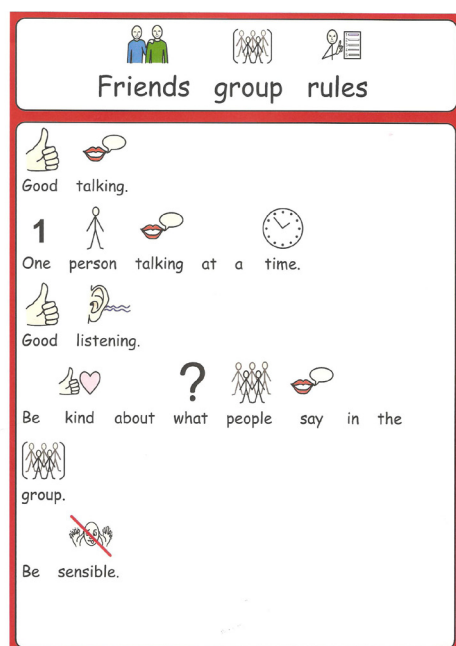 Friends group rules
Good talking.
1
One person talking at a time.
Good listening.
?
Be kind about what people say in the
group.
Be sensible.